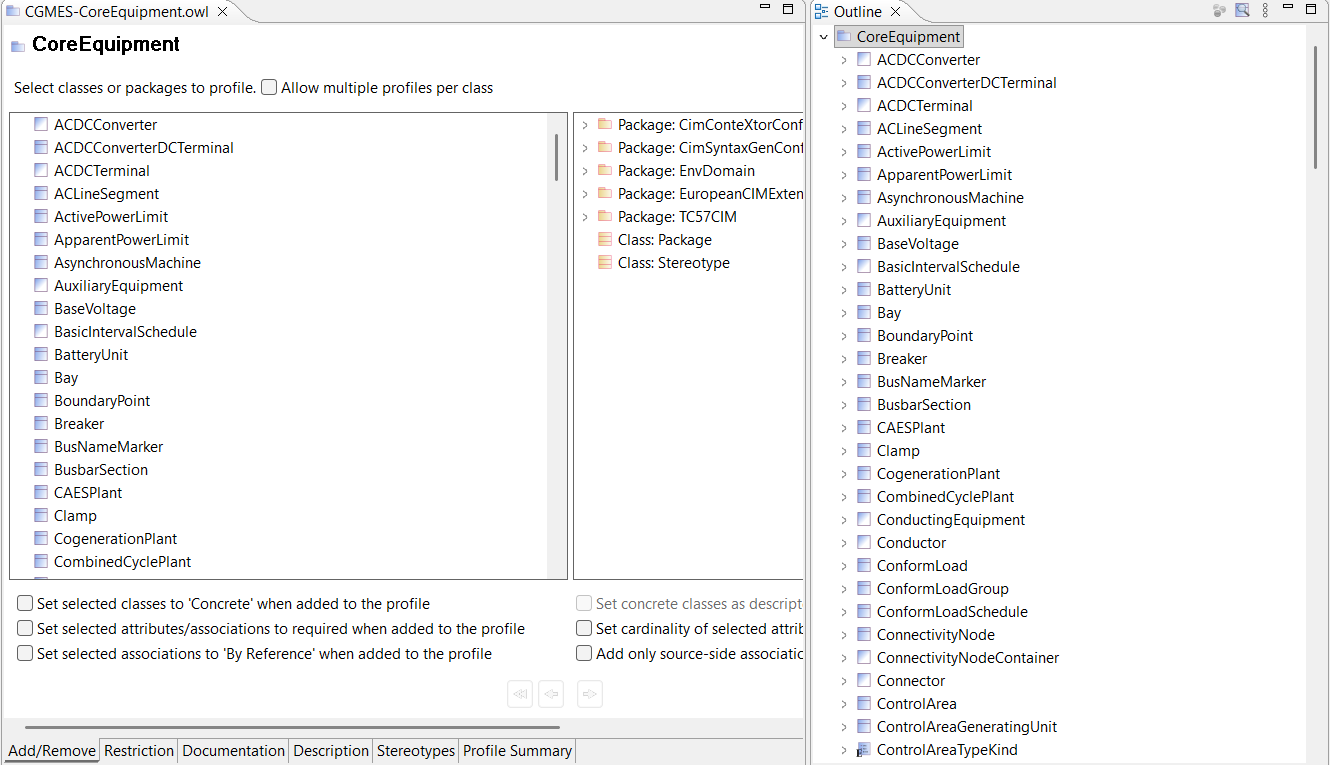 CGMES-CoreEquipment.owl
CoreEquipment
Select classes or packages to profile. Allow multiple profiles per class
ACDCConverter
ACDCConverterDCTerminal
ACDCTerminal
ACLineSegment
ActivePowerLimit
ApparentPowerLimit
AsynchronousMachine
AuxiliaryEquipment
BaseVoltage
BasicIntervalSchedule
BatteryUnit
Bay
BoundaryPoint
Breaker
BusNameMarker
BusbarSection
CAESPlant
Clamp
CogenerationPlant
CombinedCyclePlant
Package: CimConteXtorConf
Package: CimSyntaxGenConf
Package: EnvDomain
Package: EuropeanCIMExten
Package: TC57CIM
Class: Package
Class: Stereotype
Set selected classes to 'Concrete' when added to the profile
Set selected attributes/associations to required when added to the profile
Set selected associations to 'By Reference' when added to the profile
Set concrete classes as descript
Set cardinality of selected attrib
Add only source-side associatio
Add/Remove Restriction Documentation Description Stereotypes Profile Summary
Outline
CoreEquipment
ACDCConverter
ACDCConverterDCTerminal
ACDCTerminal
ACLineSegment
ActivePowerLimit
ApparentPowerLimit
AsynchronousMachine
AuxiliaryEquipment
BaseVoltage
BasicIntervalSchedule
BatteryUnit
Bay
BoundaryPoint
Breaker
BusNameMarker
BusbarSection
CAESPlant
Clamp
CogenerationPlant
CombinedCyclePlant
ConductingEquipment
Conductor
ConformLoad
ConformLoadGroup
ConformLoadSchedule
ConnectivityNode
ConnectivityNodeContainer
Connector
ControlArea
ControlAreaGeneratingUnit
ControlAreaTypeKind